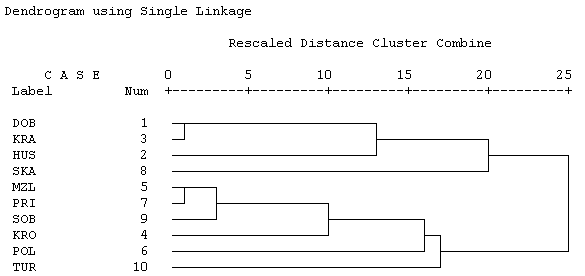 Dendrogram using Single Linkage
Rescaled Distance Cluster Combine
C A S E 0 5 10 15 20 25
Label Num
DOB 1
KRA 3
HUS 2
SKA 8
MZL 5
PRI 7
SOB 9
KRO 4
POL 6
TUR 10